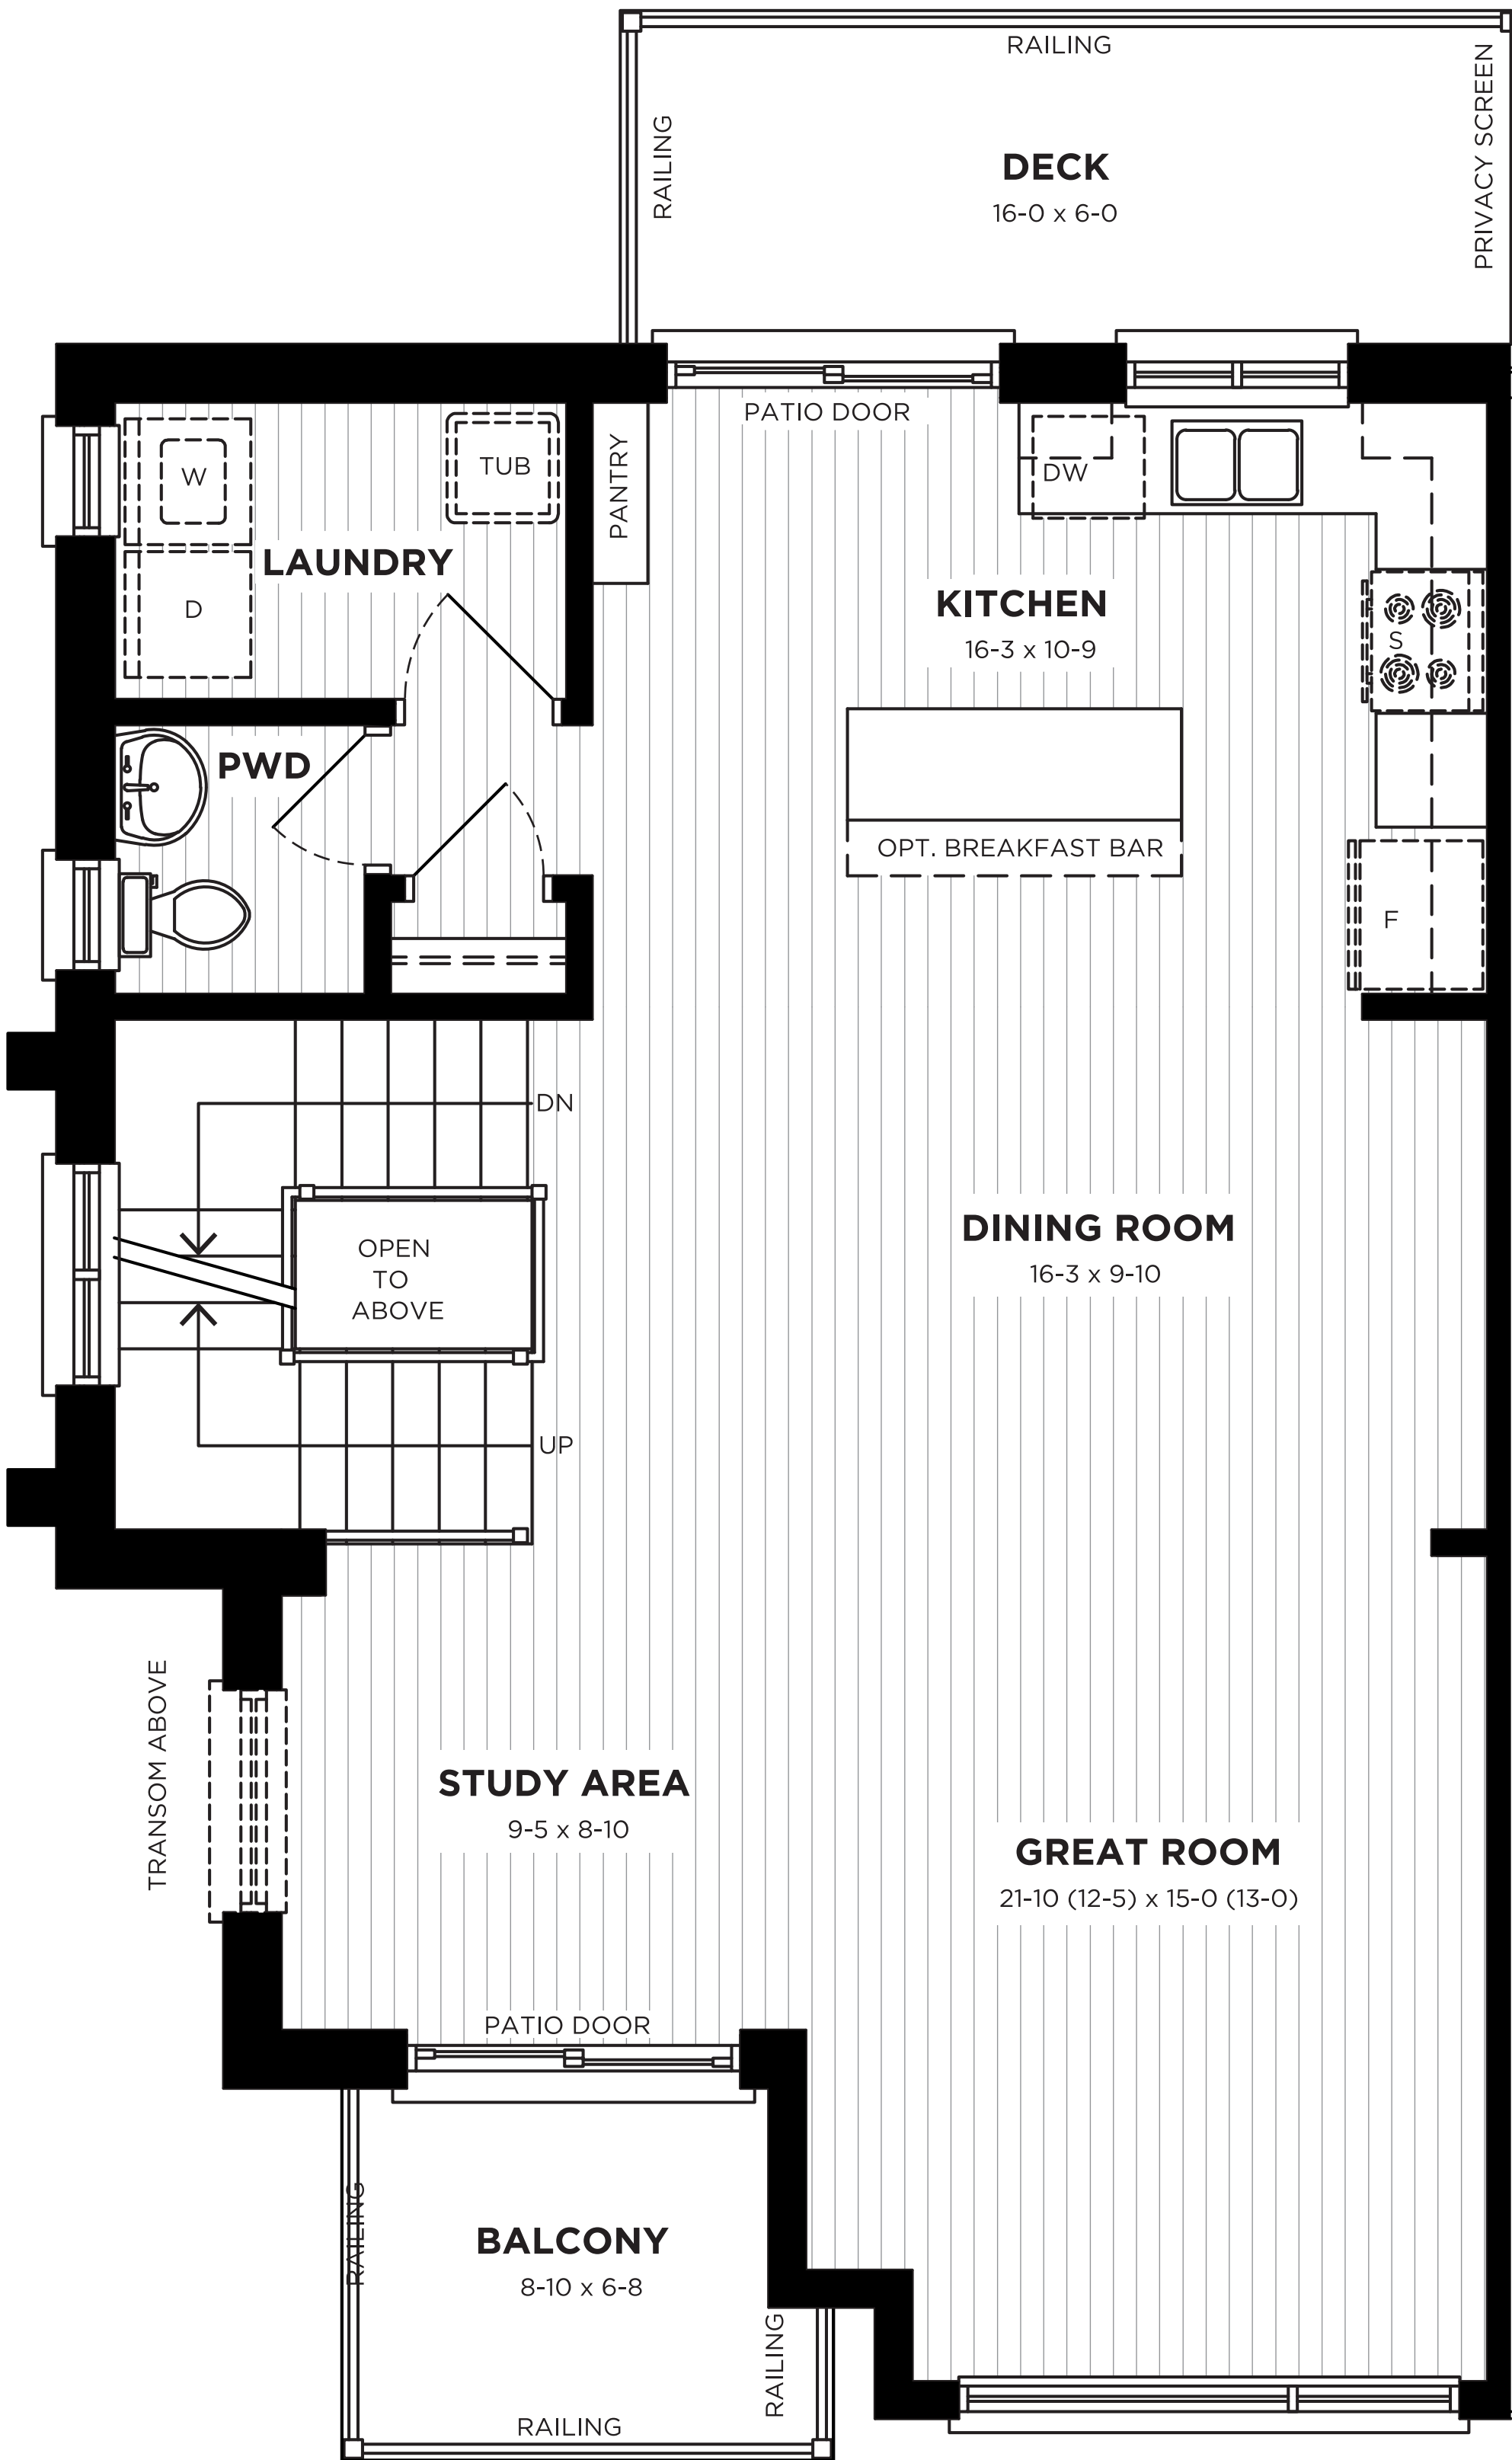 RAILING
RAILING
PRIVACY SCREEN
DECK
16-0 x 6-0
PATIO DOOR
W
TUB
PANTRY
DW
LAUNDRY
D
KITCHEN
16-3 x 10-9
S
PWD
OPT. BREAKFAST BAR
F
DN
OPEN
TO
ABOVE
DINING ROOM
16-3 x 9-10
UP
TRANSOM ABOVE
STUDY AREA
9-5 x 8-10
GREAT ROOM
21-10 (12-5) x 15-0 (13-0)
PATIO DOOR
RAILING
BALCONY
8-10 x 6-8
RAILING
RAILING